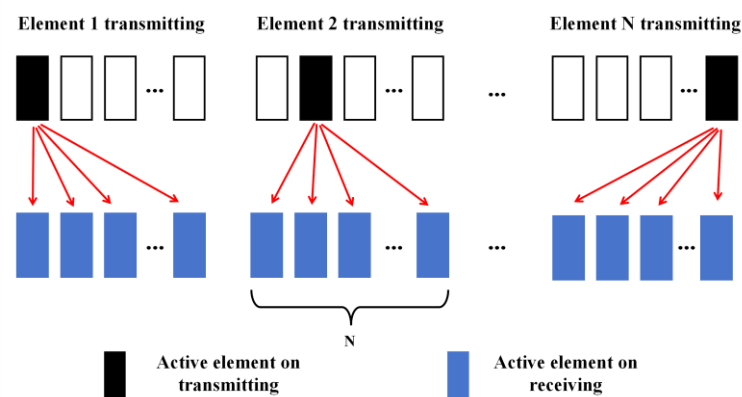 Element 1 transmitting
Element 2 transmitting
Element N transmitting
...
...
...
...
...
...
...
...
N
Active element on
transmitting
Active element on
receiving